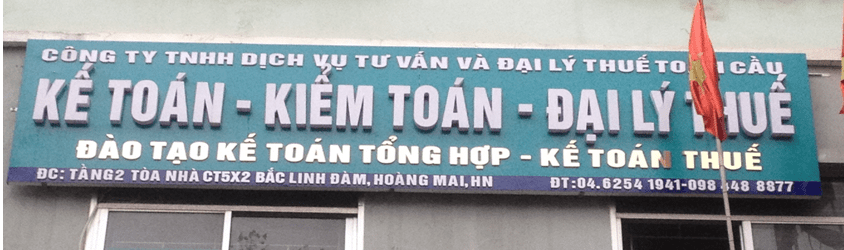 CÔNG TY TNHH DỊCH VỤ TƯ VẤN VÀ ĐẠI LÝ THUẾ TOÀN CẦU
KẾ TOÁN - KIỂM TOÁN - ĐẠI LÝ THUẾ
ĐÀO TẠO KẾ TOÁN TỔNG HỢP - KẾ TOÁN THUẾ
ĐC: TẦNG2 TÒA NHÀ CT5X2 BẮC LINH ĐÀM, HOÀNG MAI, HN ĐT: 04.6254 1941-098 448 8877